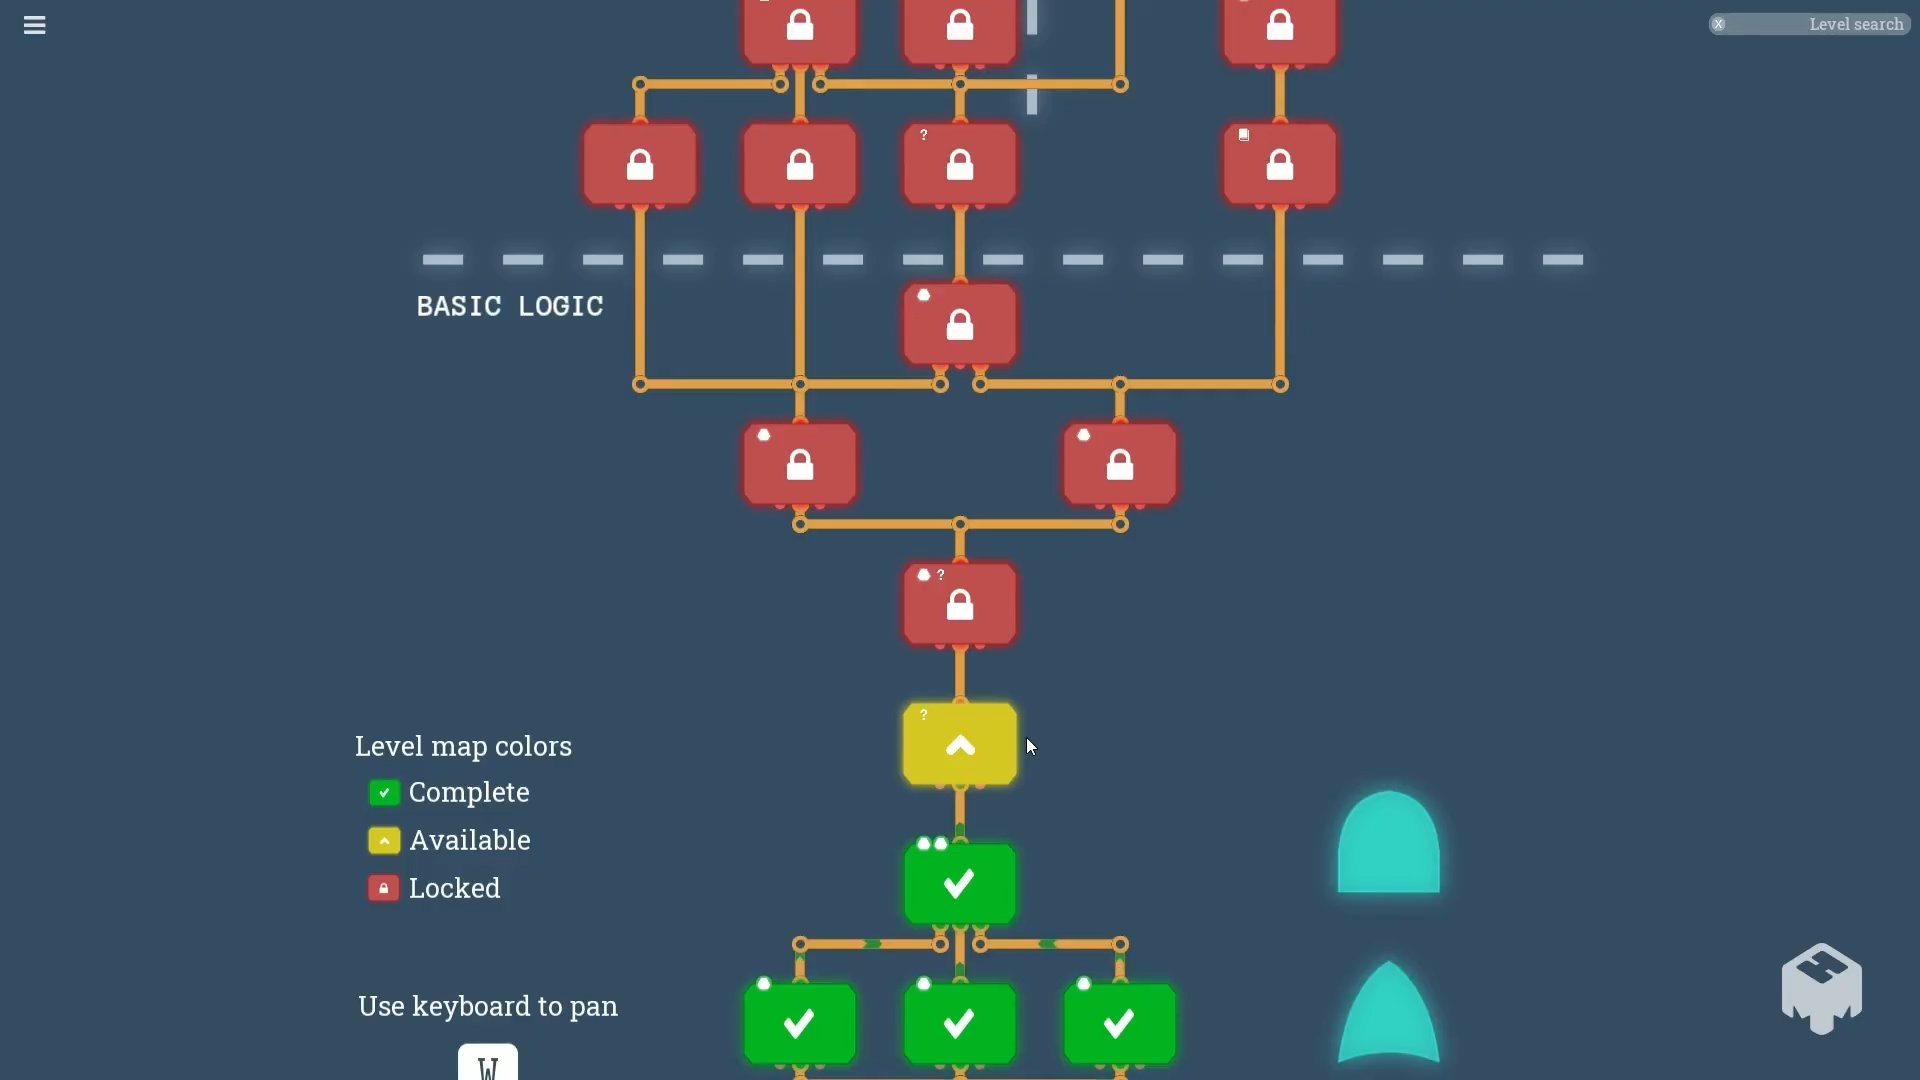 X Level search
?
BASIC LOGIC
?
?
Level map colors
Complete
Available
Locked
Use keyboard to pan
W